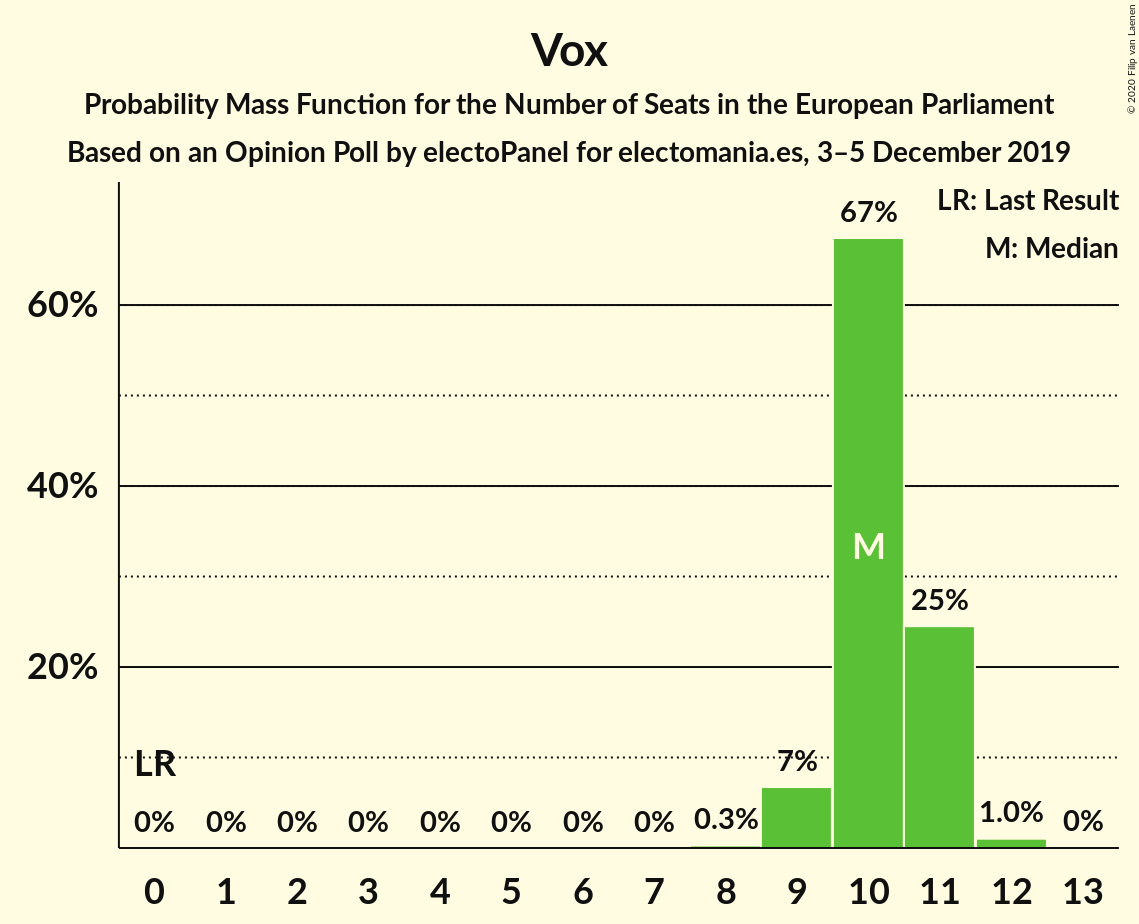 Vox
Probability Mass Function for the Number of Seats in the European Parliament
Based on an Opinion Poll by electoPanel for electomania.es, 3–5 December 2019
© 2020 Filip van Laenen
LR: Last Result
M: Median
67%
60%
40%
M
25%
20%
LR
7%
0% 0% 0% 0% 0% 0% 0% 0% 0.3% 1.0% 0%
0 1 2 3 4 5 6 7 8 9 10 11 12 13